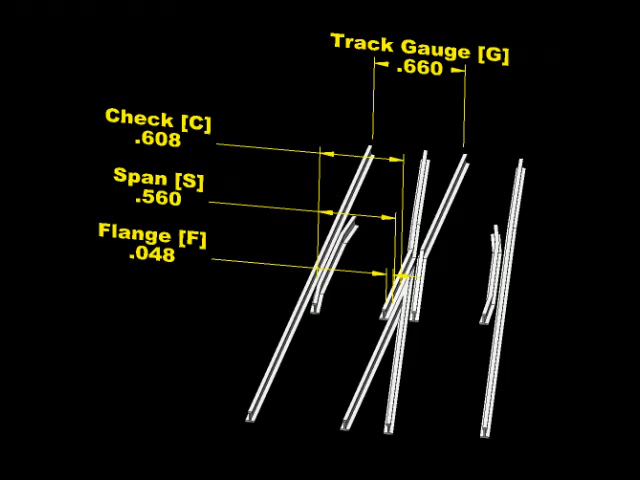 Track Gauge [G]
.660
Check [C]
.608
Span [S]
.560
Flange [F]
.048